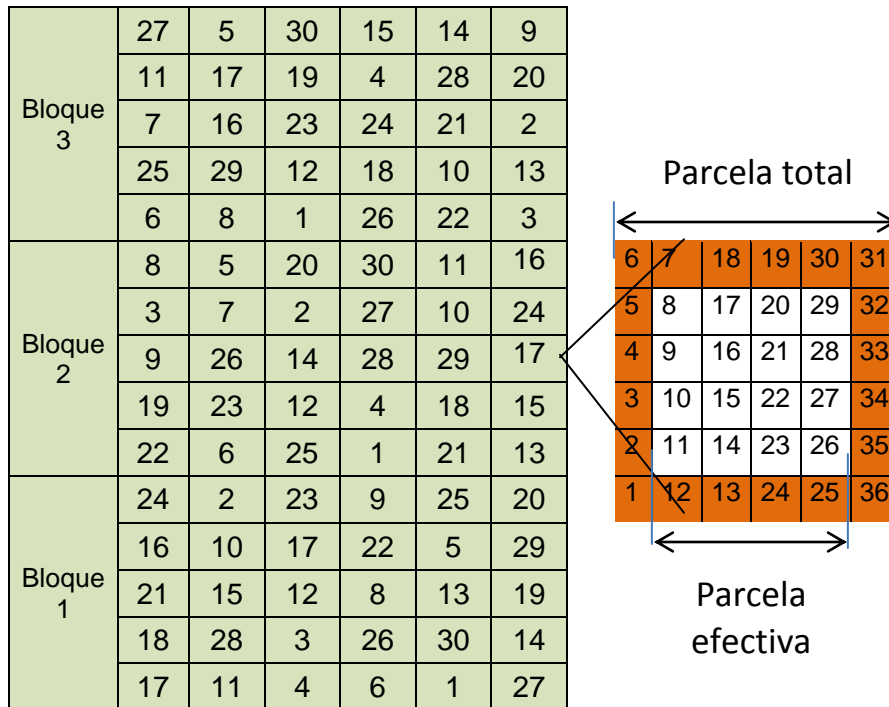 27 5 30 15 14 9
11 17 19 4 28 20
Bloque 3
7 16 23 24 21 2
25 29 12 18 10 13
6 8 1 26 22 3
8 5 20 30 11 16
3 7 2 27 10 24
Bloque 2
9 26 14 28 29 17
19 23 12 4 18 15
22 6 25 1 21 13
24 2 23 9 25 20
16 10 17 22 5 29
Bloque 1
21 15 12 8 13 19
18 28 3 26 30 14
17 11 4 6 1 27
Parcela total
6 7 18 19 30 31
5 8 17 20 29 32
4 9 16 21 28 33
3 10 15 22 27 34
2 11 14 23 26 35
1 12 13 24 25 36
Parcela
efectiva